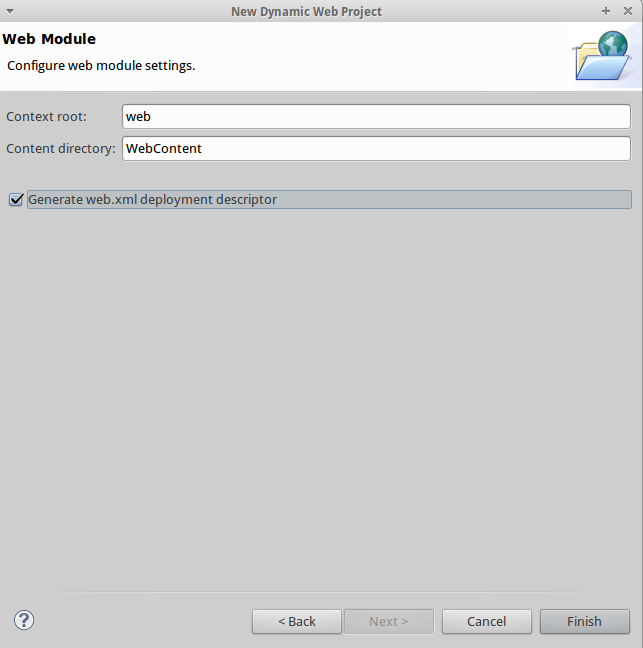 New Dynamic Web Project
Web Module
Configure web module settings.
Context root: web
Content directory: WebContent
Generate web.xml deployment descriptor
? < Back Next > Cancel Finish